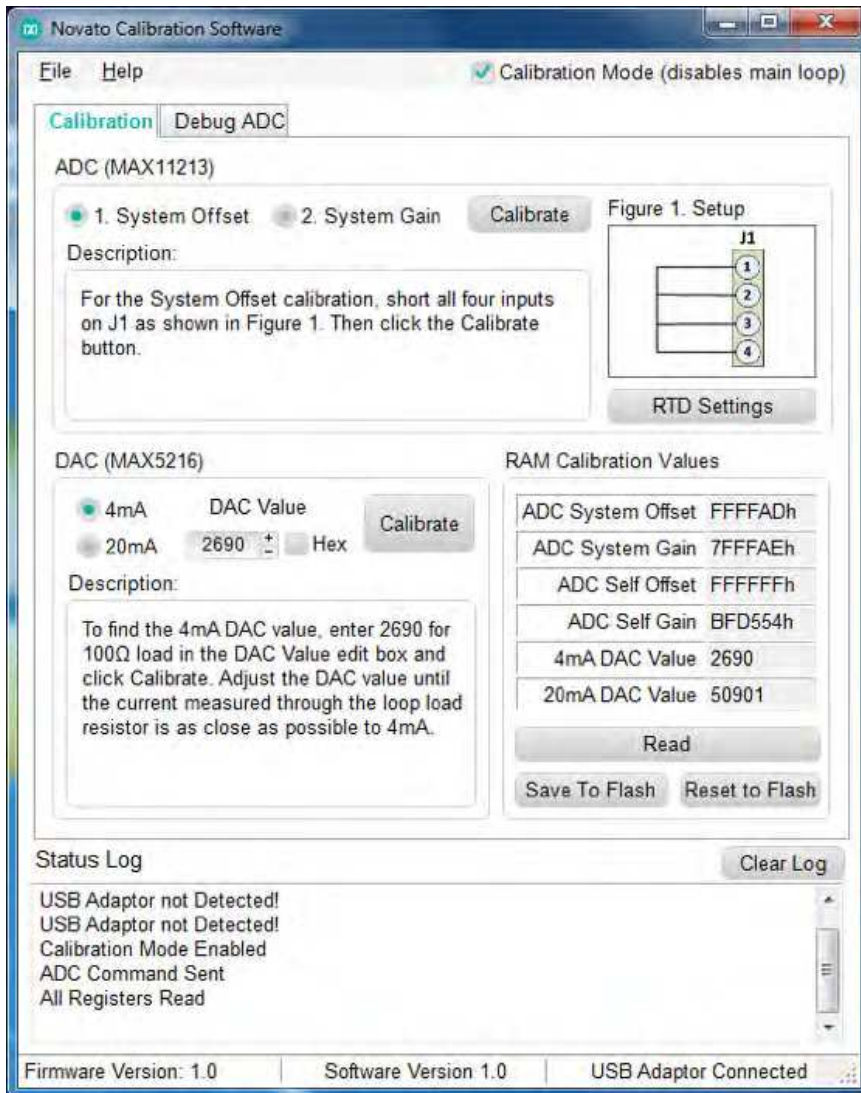 Novato Calibration Software
File Help
Calibration Mode (disables main loop)
Calibration Debug ADC
ADC (MAX11213)
1. System Offset 2. System Gain Calibrate
Description:
For the System Offset calibration, short all four inputs
on J1 as shown in Figure 1. Then click the Calibrate
button.
Figure 1. Setup
J1
1
2
3
4
RTD Settings
DAC (MAX5216)
4mA
20mA
DAC Value
2690 Hex
Calibrate
Description:
To find the 4mA DAC value, enter 2690 for
100Ω load in the DAC Value edit box and
click Calibrate. Adjust the DAC value until
the current measured through the loop load
resistor is as close as possible to 4mA.
RAM Calibration Values
ADC System Offset FFFFADh
ADC System Gain 7FFFAEh
ADC Self Offset FFFFFFh
ADC Self Gain BFD554h
4mA DAC Value 2690
20mA DAC Value 50901
Read
Save To Flash Reset to Flash
Status Log
Clear Log
USB Adaptor not Detected!
USB Adaptor not Detected!
Calibration Mode Enabled
ADC Command Sent
All Registers Read
Firmware Version: 1.0 Software Version 1.0 USB Adaptor Connected